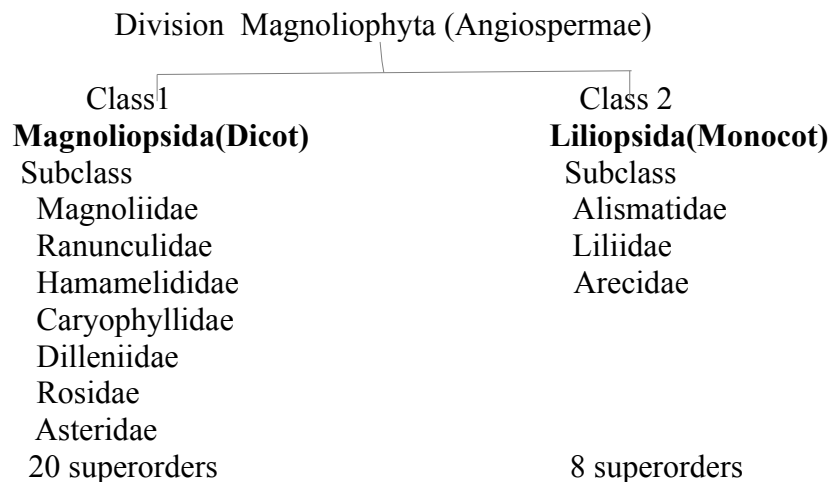 Division Magnoliophyta (Angiospermae)
Class1 Class 2
Magnoliopsida(Dicot) Liliopsida(Monocot)
Subclass Subclass
Magnoliidae Alismatidae
Ranunculidae Liliidae
Hamamelididae Arecidae
Caryophyllidae
Dilleniidae
Rosidae
Asteridae
20 superorders 8 superorders